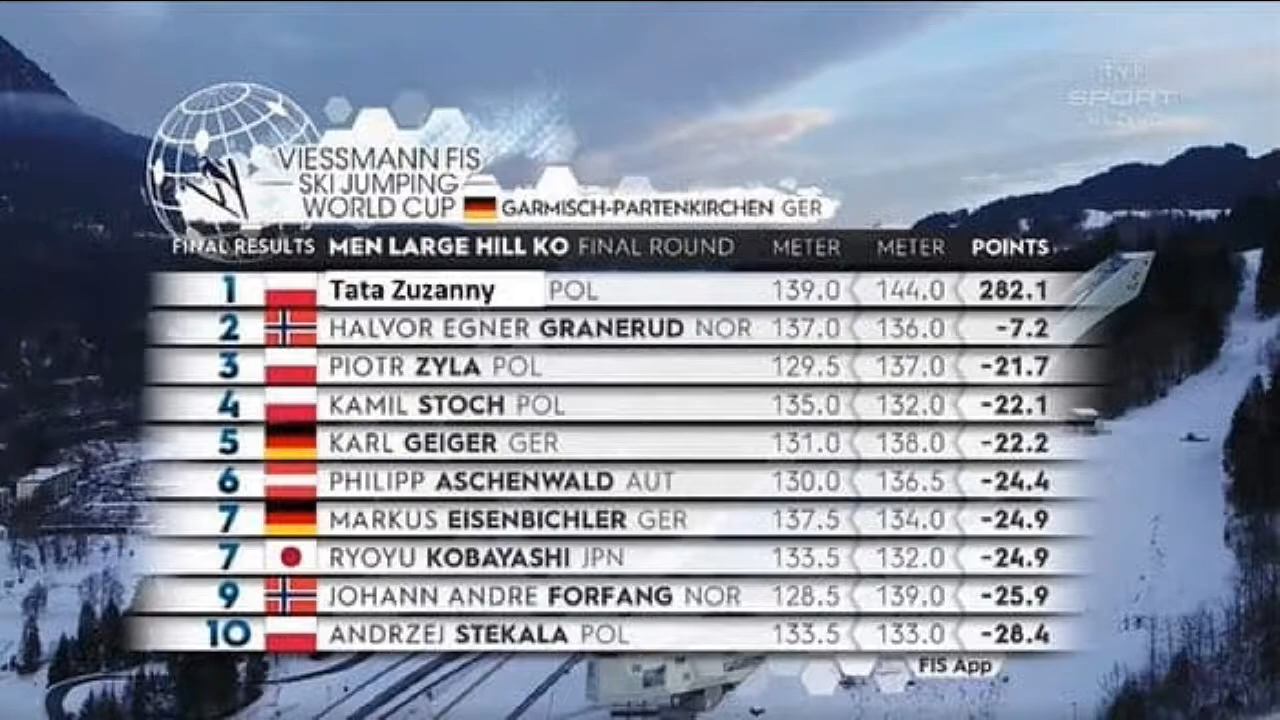 TVP
SPORT
VIESSMANN FIS
SKI JUMPING
WORLD CUP GARMISCH-PARTENKIRCHEN GER
FINAL RESULTS MEN LARGE HILL KO FINAL ROUND METER METER POINTS
1 Tata Zuzanny POL 139.0 144.0 282.1
2 HALVOR EGNER GRANERUD NOR 137.0 136.0 -7.2
3 PIOTR ZYLA POL 129.5 137.0 -21.7
4 KAMIL STOCH POL 135.0 132.0 -22.1
5 KARL GEIGER GER 131.0 138.0 -22.2
6 PHILIPP ASCHENWALD AUT 130.0 136.5 -24.4
7 MARKUS EISENBICHLER GER 137.5 134.0 -24.9
7 RYOYU KOBAYASHI JPN 133.5 132.0 -24.9
9 JOHANN ANDRE FORFANG NOR 128.5 139.0 -25.9
10 ANDRZEJ STEKALA POL 133.5 133.0 -28.4
FIS App